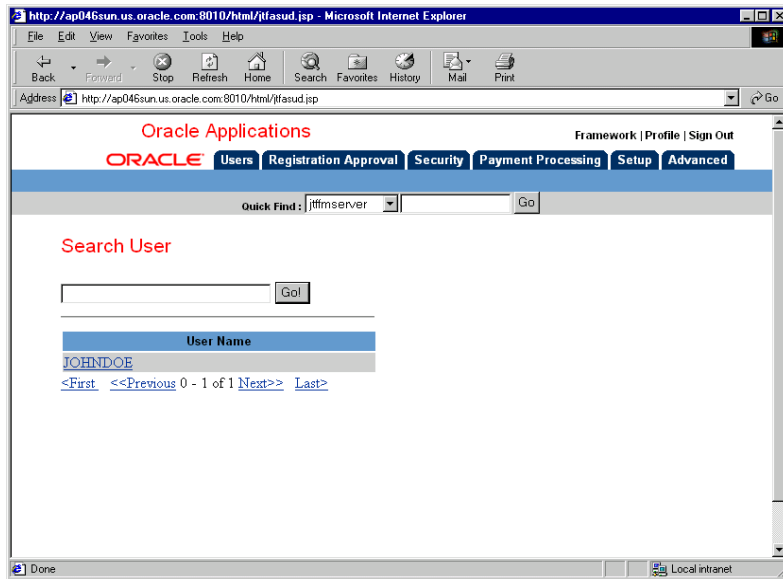 http://ap046sun.us.oracle.com:8010/html/jtfasud.jsp - Microsoft Internet Explorer
File Edit View Favorites Tools Help
Back Forward Stop Refresh Home Search Favorites History Mail Print
Address http://ap046sun.us.oracle.com:8010/html/jtfasud.jsp Go
Oracle Applications
Framework | Profile | Sign Out
ORACLE Users Registration Approval Security Payment Processing Setup Advanced
Quick Find : jtffmserver Go
Search User
Go!
User Name
JOHNDOE
<First <<Previous 0 - 1 of 1 Next>> Last>
Done Local intranet